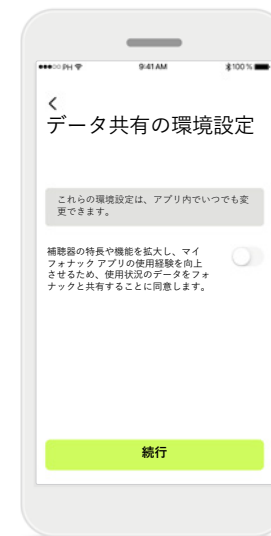 ●●●○○ PH 9:41 AM 100 %
データ共有の環境設定
これらの環境設定は、アプリ内でいつでも変
更できます。
補聴器の特長や機能を拡大し、マイ
フォナック アプリの使用経験を向上
させるため、使用状況のデータをフォ
ナックと共有することに同意します。
続行